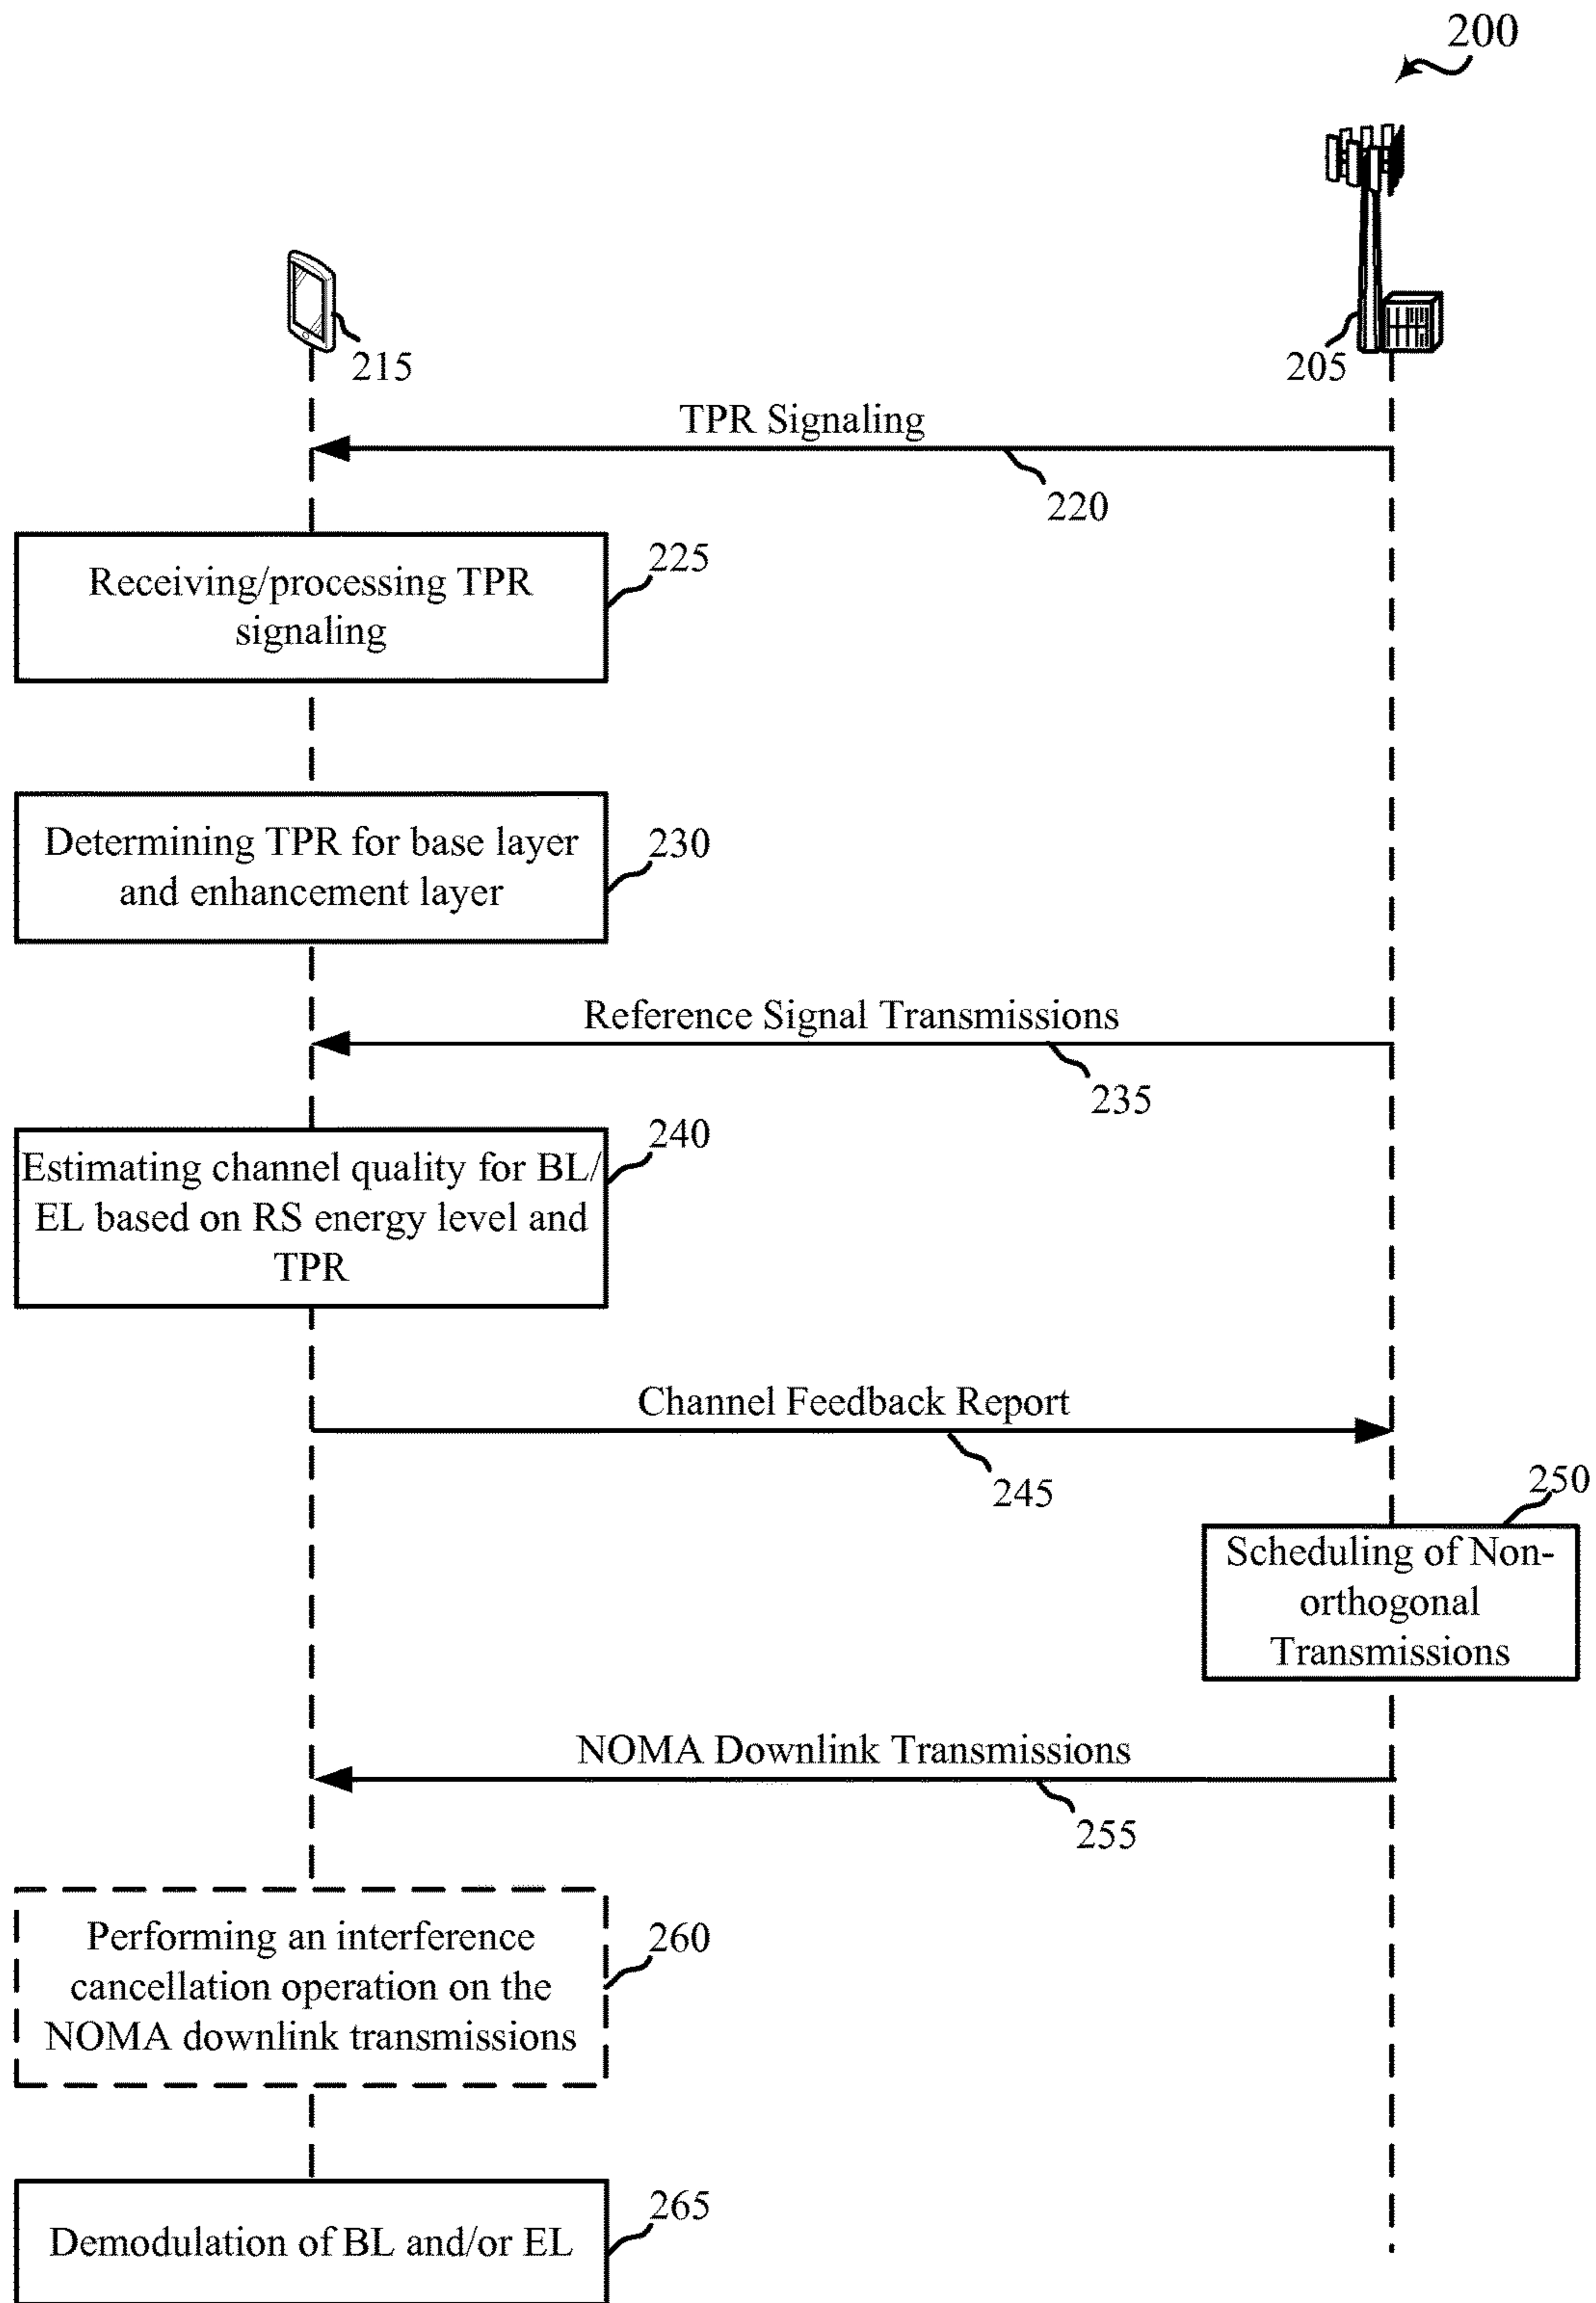 200
215
205
TPR Signaling
220
225
Receiving/processing TPR
signaling
230
Determining TPR for base layer
and enhancement layer
Reference Signal Transmissions
235
240
Estimating channel quality for BL/
EL based on RS energy level and
TPR
Channel Feedback Report
245
250
Scheduling of Non-
orthogonal
Transmissions
NOMA Downlink Transmissions
255
260
Performing an interference
cancellation operation on the
NOMA downlink transmissions
265
Demodulation of BL and/or EL